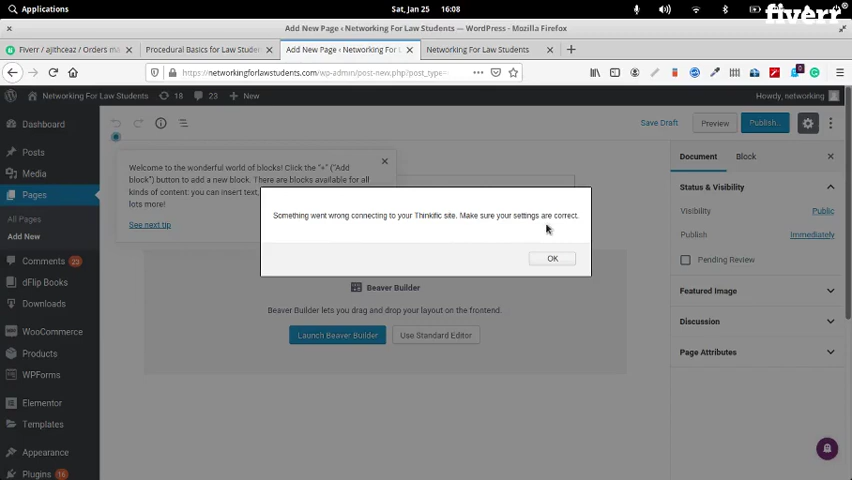 Applications
Sat, Jan 25
16:08
fiverr
Add New Page ‹ Networking For Law Students — WordPress - Mozilla Firefox
Fiverr / ajithceaz / Orders ma
Procedural Basics for Law Studen
Add New Page ‹ Networking For L
Networking For Law Students
https://networkingforlawstudents.com/wp-admin/post-new.php?post_type=
Networking For Law Students
18
23
New
Howdy, networking
Dashboard
Posts
Media
Pages
All Pages
Add New
Comments 23
dFlip Books
Downloads
WooCommerce
Products
WPForms
Elementor
Templates
Appearance
Plugins 16
Save Draft
Preview
Publish...
Welcome to the wonderful world of blocks! Click the “+” (“Add
block”) button to add a new block. There are blocks available for all
kinds of content: you can insert text,
lots more!
See next tip
Something went wrong connecting to your Thinkific site. Make sure your settings are correct.
OK
Beaver Builder
Beaver Builder lets you drag and drop your layout on the frontend.
Launch Beaver Builder
Use Standard Editor
Document
Block
Status & Visibility
Visibility
Public
Publish
Immediately
Pending Review
Featured Image
Discussion
Page Attributes